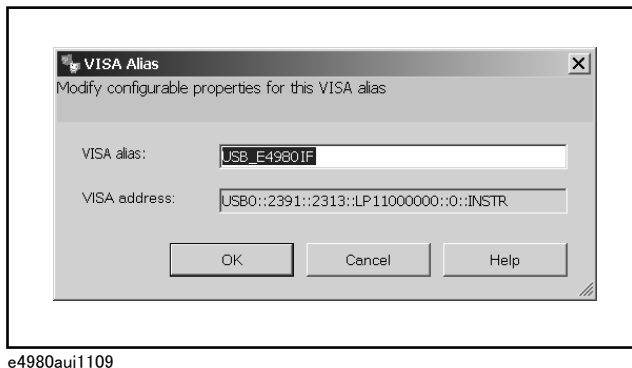 VISA Alias
Modify configurable properties for this VISA alias
VISA alias:
USB_E4980IF
VISA address:
USB0::2391::2313::LP11000000::0::INSTR
OK Cancel Help
e4980aui1109